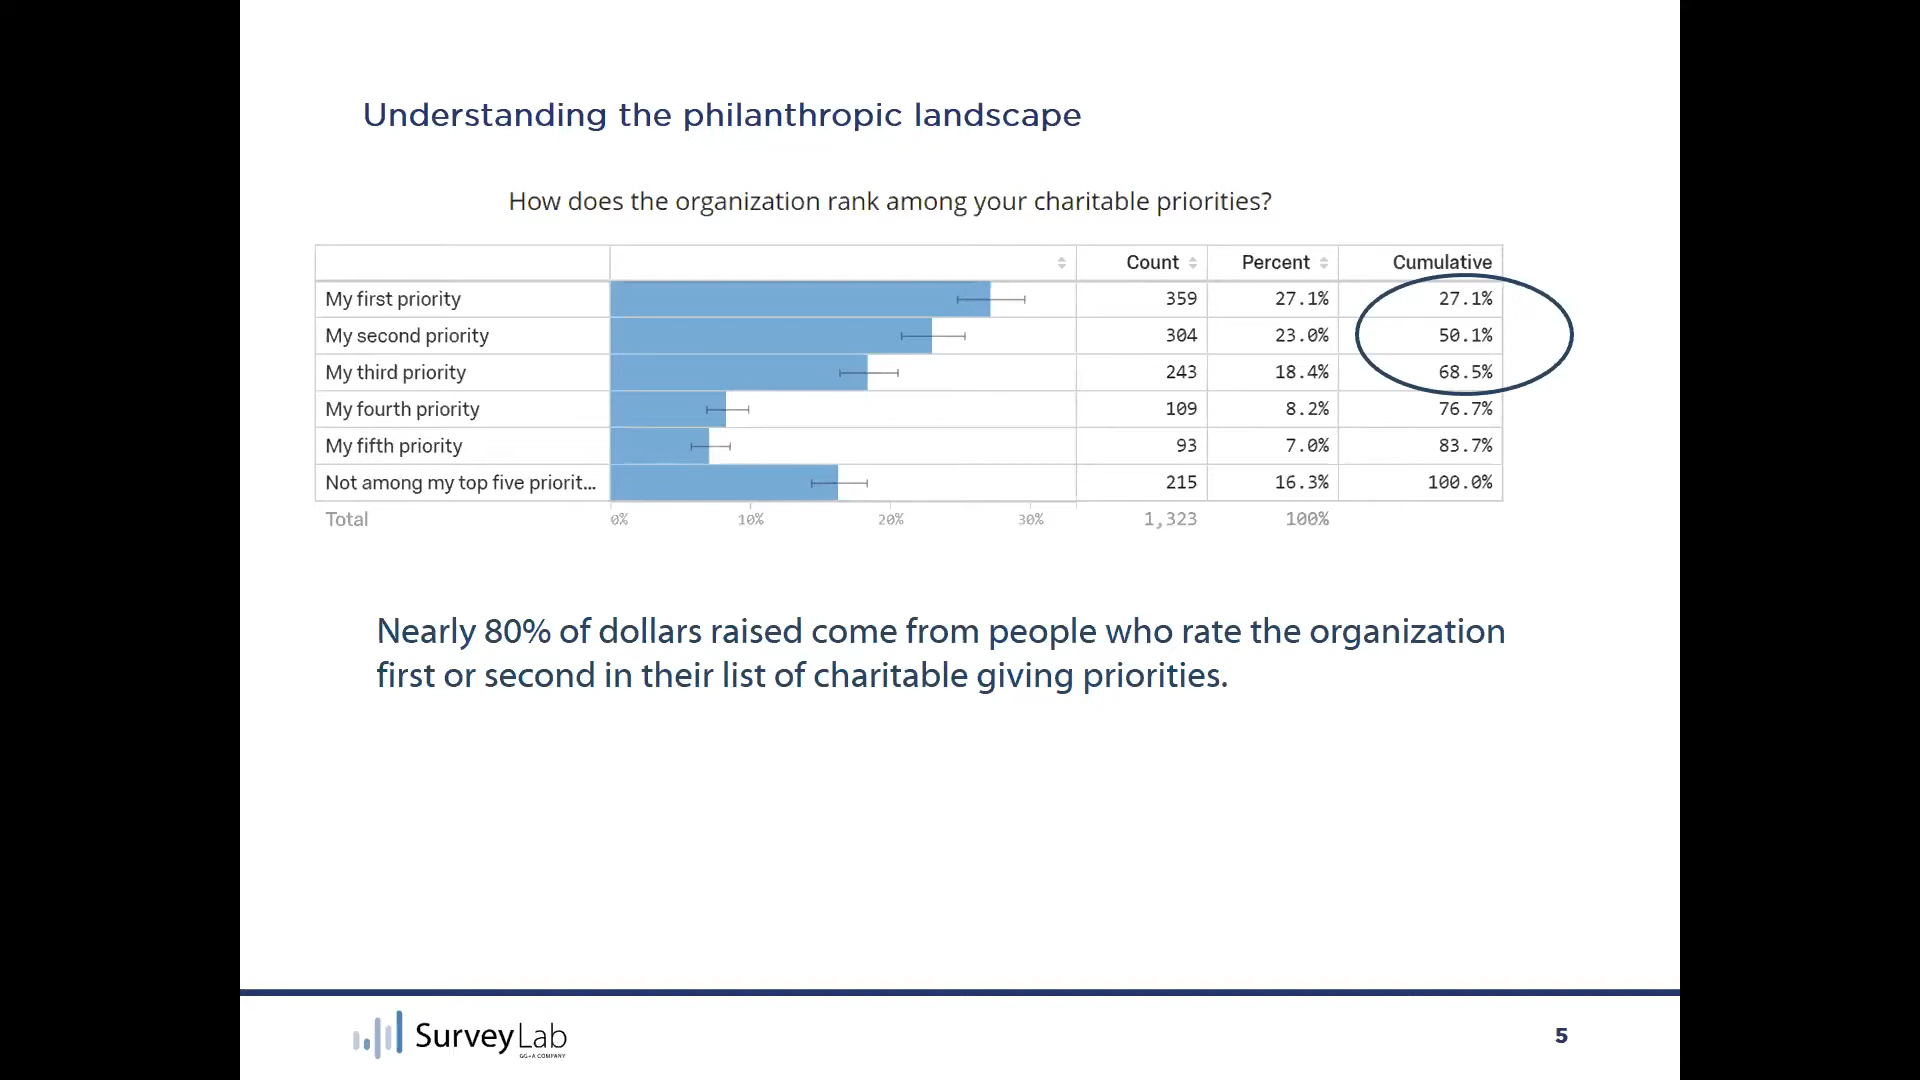 Understanding the philanthropic landscape
How does the organization rank among your charitable priorities?
Count Percent Cumulative
My first priority 359 27.1% 27.1%
My second priority 304 23.0% 50.1%
My third priority 243 18.4% 68.5%
My fourth priority 109 8.2% 76.7%
My fifth priority 93 7.0% 83.7%
Not among my top five priorit... 215 16.3% 100.0%
Total 0% 10% 20% 30% 1,323 100%
Nearly 80% of dollars raised come from people who rate the organization
first or second in their list of charitable giving priorities.
SurveyLab
GG+A COMPANY
5